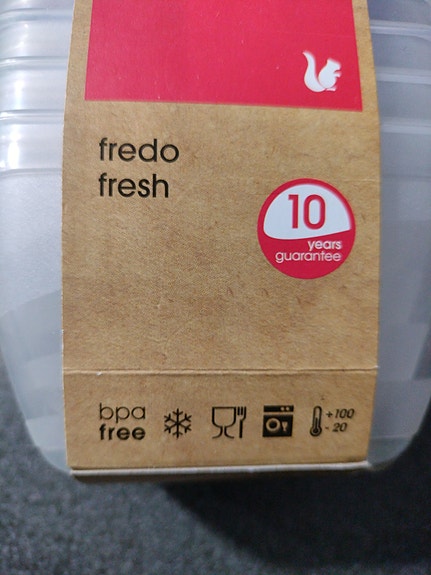 fredo
fresh
10
years
guarantee
bpa
free
+100
-20